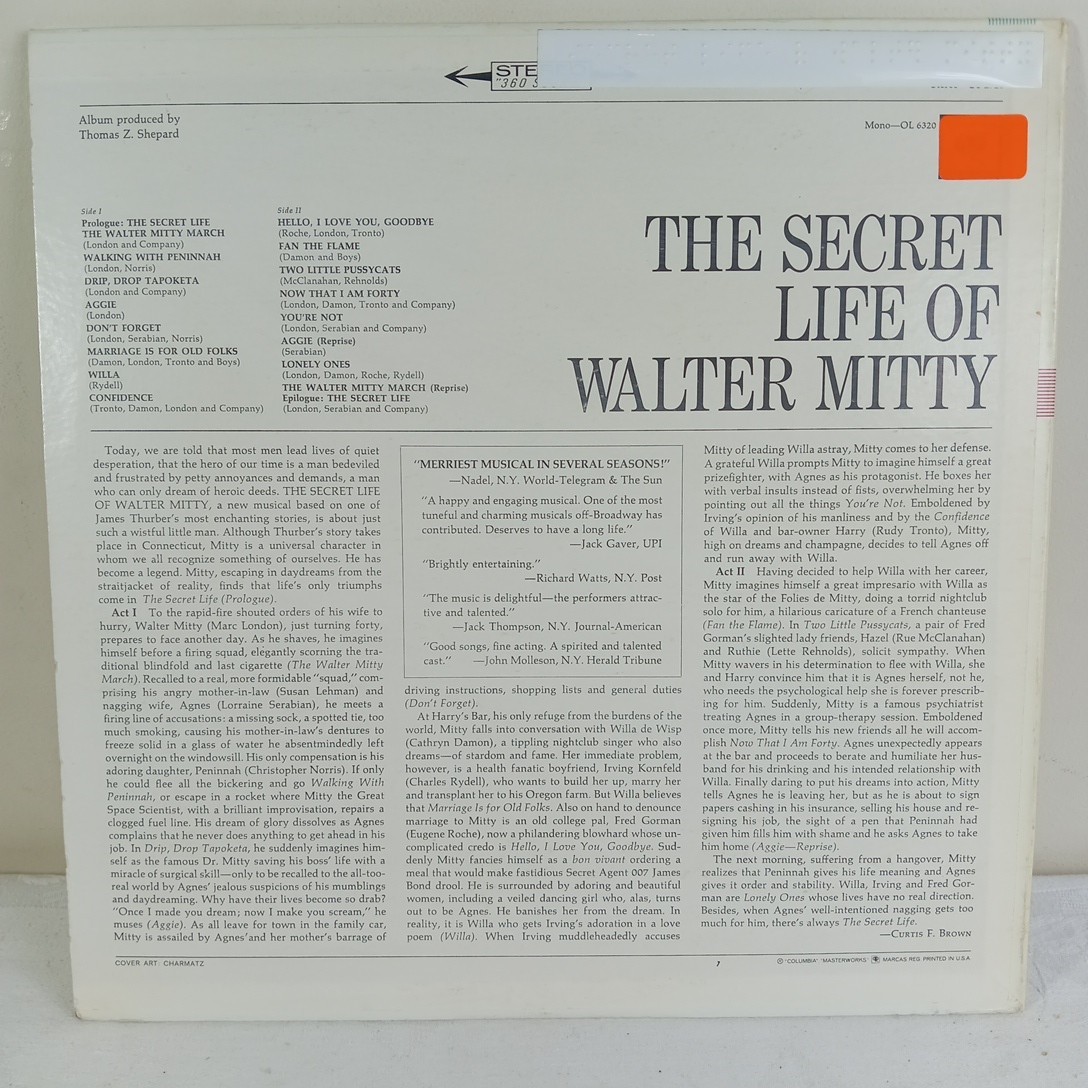 STE
"360 S
Album produced by
Thomas Z. Shepard
Mono—OL 6320
Side I
Prologue: THE SECRET LIFE
THE WALTER MITTY MARCH
(London and Company)
WALKING WITH PENINNAH
(London, Norris)
DRIP, DROP TAPOKETA
(London and Company)
AGGIE
(London)
DON'T FORGET
(London, Serabian, Norris)
MARRIAGE IS FOR OLD FOLKS
(Damon, London, Tronto and Boys)
WILLA
(Rydell)
CONFIDENCE
(Tronto, Damon, London and Company)
Side II
HELLO, I LOVE YOU, GOODBYE
(Roche, London, Tronto)
FAN THE FLAME
(Damon and Boys)
TWO LITTLE PUSSYCATS
(McClanahan, Rehnolds)
NOW THAT I AM FORTY
(London, Damon, Tronto and Company)
YOU'RE NOT
(London, Serabian and Company)
AGGIE (Reprise)
(Serabian)
LONELY ONES
(London, Damon, Roche, Rydell)
THE WALTER MITTY MARCH (Reprise)
Epilogue: THE SECRET LIFE
(London, Serabian and Company)
THE SECRET
LIFE OF
WALTER MITTY
Today, we are told that most men lead lives of quiet
desperation, that the hero of our time is a man bedeviled
and frustrated by petty annoyances and demands, a man
who can only dream of heroic deeds. THE SECRET LIFE
OF WALTER MITTY, a new musical based on one of
James Thurber's most enchanting stories, is about just
such a wistful little man. Although Thurber's story takes
place in Connecticut, Mitty is a universal character in
whom we all recognize something of ourselves. He has
become a legend. Mitty, escaping in daydreams from the
straitjacket of reality, finds that life's only triumphs
come in The Secret Life (Prologue).
Act I To the rapid-fire shouted orders of his wife to
hurry, Walter Mitty (Marc London), just turning forty,
prepares to face another day. As he shaves, he imagines
himself before a firing squad, elegantly scorning the tra-
ditional blindfold and last cigarette (The Walter Mitty
March). Recalled to a real, more formidable "squad," com-
prising his angry mother-in-law (Susan Lehman) and
nagging wife, Agnes (Lorraine Serabian), he meets a
firing line of accusations: a missing sock, a spotted tie, too
much smoking, causing his mother-in-law's dentures to
freeze solid in a glass of water he absentmindedly left
overnight on the windowsill. His only compensation is his
adoring daughter, Peninnah (Christopher Norris). If only
he could flee all the bickering and go Walking With
Peninnah, or escape in a rocket where Mitty the Great
Space Scientist, with a brilliant improvisation, repairs a
clogged fuel line. His dream of glory dissolves as Agnes
complains that he never does anything to get ahead in his
job. In Drip, Drop Tapoketa, he suddenly imagines him-
self as the famous Dr. Mitty saving his boss' life with a
miracle of surgical skill—only to be recalled to the all-too-
real world by Agnes' jealous suspicions of his mumblings
and daydreaming. Why have their lives become so drab?
"Once I made you dream; now I make you scream," he
muses (Aggie). As all leave for town in the family car,
Mitty is assailed by Agnes' and her mother's barrage of
"MERRIEST MUSICAL IN SEVERAL SEASONS!"
—Nadel, N.Y. World-Telegram & The Sun
"A happy and engaging musical. One of the most
tuneful and charming musicals off-Broadway has
contributed. Deserves to have a long life."
—Jack Gaver, UPI
"Brightly entertaining."
—Richard Watts, N.Y. Post
"The music is delightful—the performers attrac-
tive and talented."
—Jack Thompson, N.Y. Journal-American
"Good songs, fine acting. A spirited and talented
cast." —John Molleson, N.Y. Herald Tribune
driving instructions, shopping lists and general duties
(Don't Forget).
At Harry's Bar, his only refuge from the burdens of the
world, Mitty falls into conversation with Willa de Wisp
(Cathryn Damon), a tippling nightclub singer who also
dreams—of stardom and fame. Her immediate problem,
however, is a health fanatic boyfriend, Irving Kornfeld
(Charles Rydell), who wants to build her up, marry her
and transplant her to his Oregon farm. But Willa believes
that Marriage Is for Old Folks. Also on hand to denounce
marriage to Mitty is an old college pal, Fred Gorman
(Eugene Roche), now a philandering blowhard whose un-
complicated credo is Hello, I Love You, Goodbye. Sud-
denly Mitty fancies himself as a bon vivant ordering a
meal that would make fastidious Secret Agent 007 James
Bond drool. He is surrounded by adoring and beautiful
women, including a veiled dancing girl who, alas, turns
out to be Agnes. He banishes her from the dream. In
reality, it is Willa who gets Irving's adoration in a love
poem (Willa). When Irving muddleheadedly accuses
Mitty of leading Willa astray, Mitty comes to her defense.
A grateful Willa prompts Mitty to imagine himself a great
prizefighter, with Agnes as his protagonist. He boxes her
with verbal insults instead of fists, overwhelming her by
pointing out all the things You're Not. Emboldened by
Irving's opinion of his manliness and by the Confidence
of Willa and bar-owner Harry (Rudy Tronto), Mitty,
high on dreams and champagne, decides to tell Agnes off
and run away with Willa.
Act II Having decided to help Willa with her career,
Mitty imagines himself a great impresario with Willa as
the star of the Folies de Mitty, doing a torrid nightclub
solo for him, a hilarious caricature of a French chanteuse
(Fan the Flame). In Two Little Pussycats, a pair of Fred
Gorman's slighted lady friends, Hazel (Rue McClanahan)
and Ruthie (Lette Rehnolds), solicit sympathy. When
Mitty wavers in his determination to flee with Willa, she
and Harry convince him that it is Agnes herself, not he,
who needs the psychological help she is forever prescrib-
ing for him. Suddenly, Mitty is a famous psychiatrist
treating Agnes in a group-therapy session. Emboldened
once more, Mitty tells his new friends all he will accom-
plish Now That I Am Forty. Agnes unexpectedly appears
at the bar and proceeds to berate and humiliate her hus-
band for his drinking and his intended relationship with
Willa. Finally daring to put his dreams into action, Mitty
tells Agnes he is leaving her, but as he is about to sign
papers cashing in his insurance, selling his house and re-
signing his job, the sight of a pen that Peninnah had
given him fills him with shame and he asks Agnes to take
him home (Aggie—Reprise).
The next morning, suffering from a hangover, Mitty
realizes that Peninnah gives his life meaning and Agnes
gives it order and stability. Willa, Irving and Fred Gor-
man are Lonely Ones whose lives have no real direction.
Besides, when Agnes' well-intentioned nagging gets too
much for him, there's always The Secret Life.
—CURTIS F. BROWN
COVER ART: CHARMATZ
7
Ⓟ "COLUMBIA", "MASTERWORKS" MARCAS REG. PRINTED IN U.S.A.